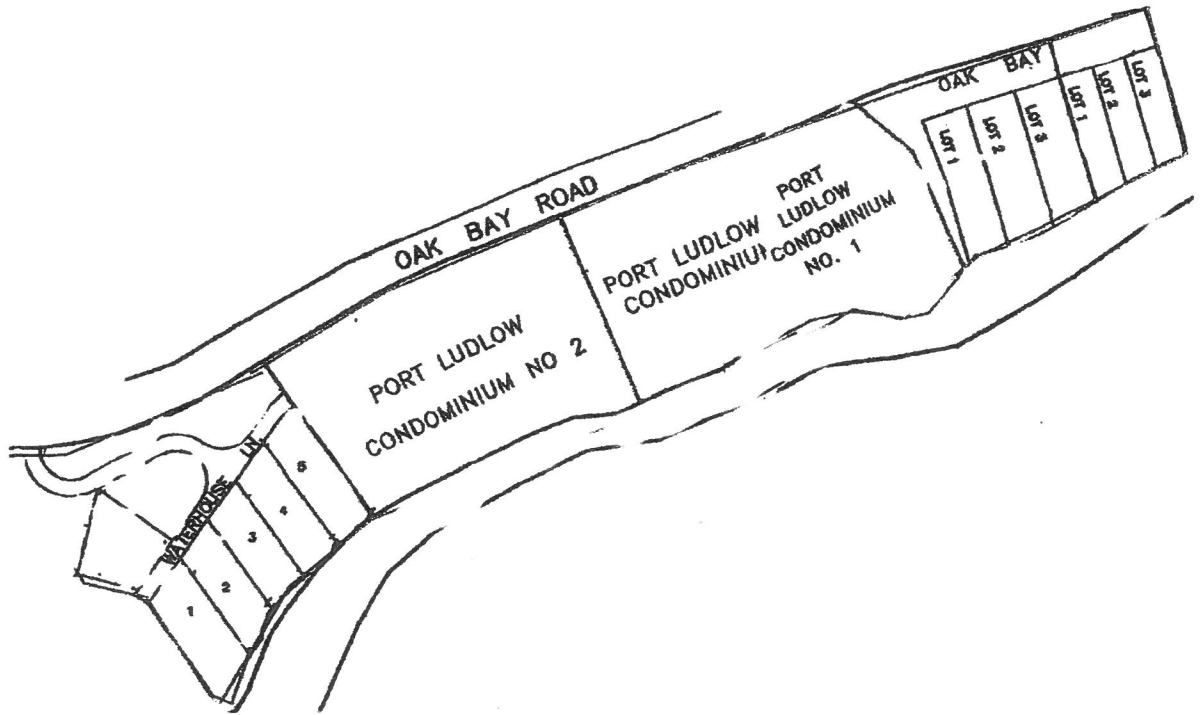 OAK BAY
LOT 1
LOT 2
LOT 3
LOT 1
LOT 2
LOT 3
OAK BAY ROAD
PORT
LUDLOW
CONDOMINIUM
NO. 1
PORT LUDLOW
CONDOMINIU
PORT LUDLOW
CONDOMINIUM NO 2
WATERHOUSE LN
5
4
3
2
1